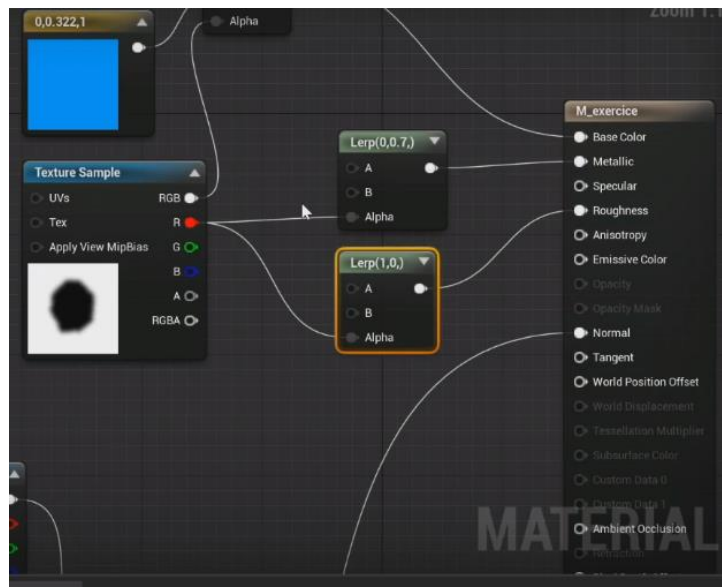 0,0.322,1
Alpha
Texture Sample
UVs
RGB
Tex
R
Apply View MipBias
G
B
A
RGBA
Lerp(0,0.7,)
A
B
Alpha
Lerp(1,0,)
A
B
Alpha
M_exercice
Base Color
Metallic
Specular
Roughness
Anisotropy
Emissive Color
Opacity
Opacity Mask
Normal
Tangent
World Position Offset
World Displacement
Tessellation Multiplier
Subsurface Color
Custom Data 0
Custom Data 1
Ambient Occlusion
Refraction
MATERIAL